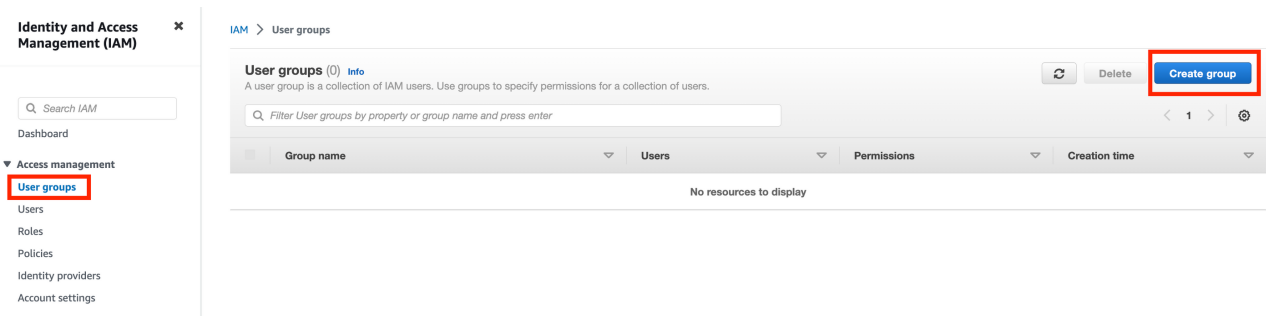 Identity and Access
Management (IAM)
Search IAM
Dashboard
Access management
User groups
Users
Roles
Policies
Identity providers
Account settings
IAM > User groups
User groups (0) Info
A user group is a collection of IAM users. Use groups to specify permissions for a collection of users.
Delete
Create group
Filter User groups by property or group name and press enter
1
Group name Users Permissions Creation time
No resources to display